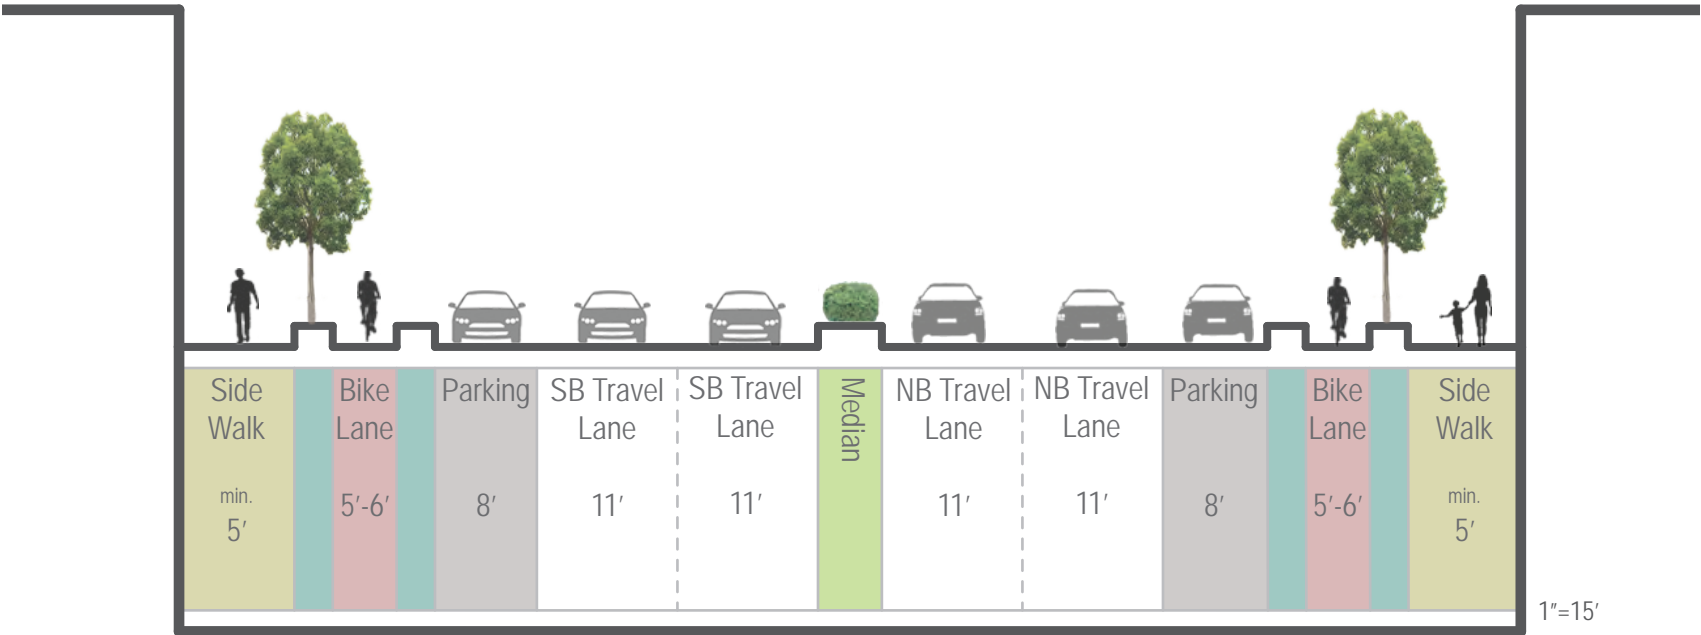 Side
Walk
min.
5'
Bike
Lane
5'-6'
Parking
8'
SB Travel
Lane
11'
SB Travel
Lane
11'
Median
NB Travel
Lane
11'
NB Travel
Lane
11'
Parking
8'
Bike
Lane
5'-6'
Side
Walk
min.
5'
1"=15'